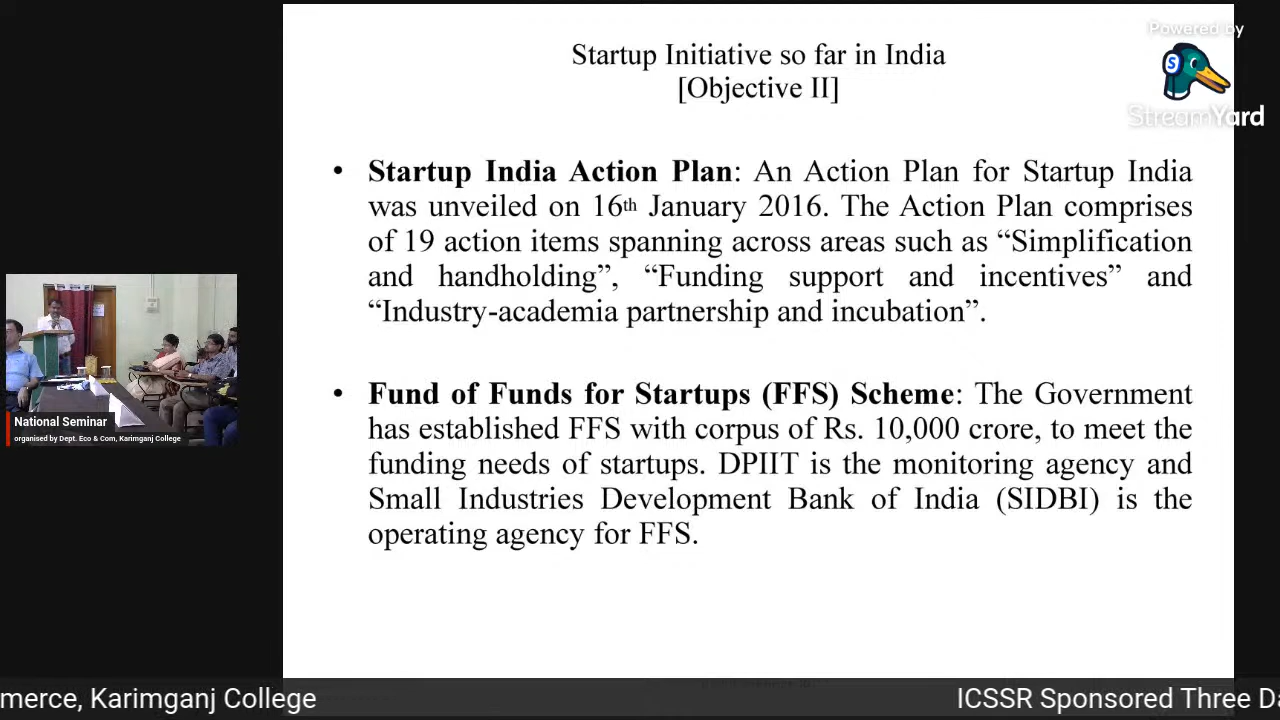 Powered by
StreamYard
Startup Initiative so far in India
[Objective II]
• Startup India Action Plan: An Action Plan for Startup India
was unveiled on 16th January 2016. The Action Plan comprises
of 19 action items spanning across areas such as “Simplification
and handholding”, “Funding support and incentives” and
“Industry-academia partnership and incubation”.
• Fund of Funds for Startups (FFS) Scheme: The Government
has established FFS with corpus of Rs. 10,000 crore, to meet the
funding needs of startups. DPIIT is the monitoring agency and
Small Industries Development Bank of India (SIDBI) is the
operating agency for FFS.
National Seminar
organised by Dept. Eco & Com, Karimganj College
merce, Karimganj College
ICSSR Sponsored Three Da